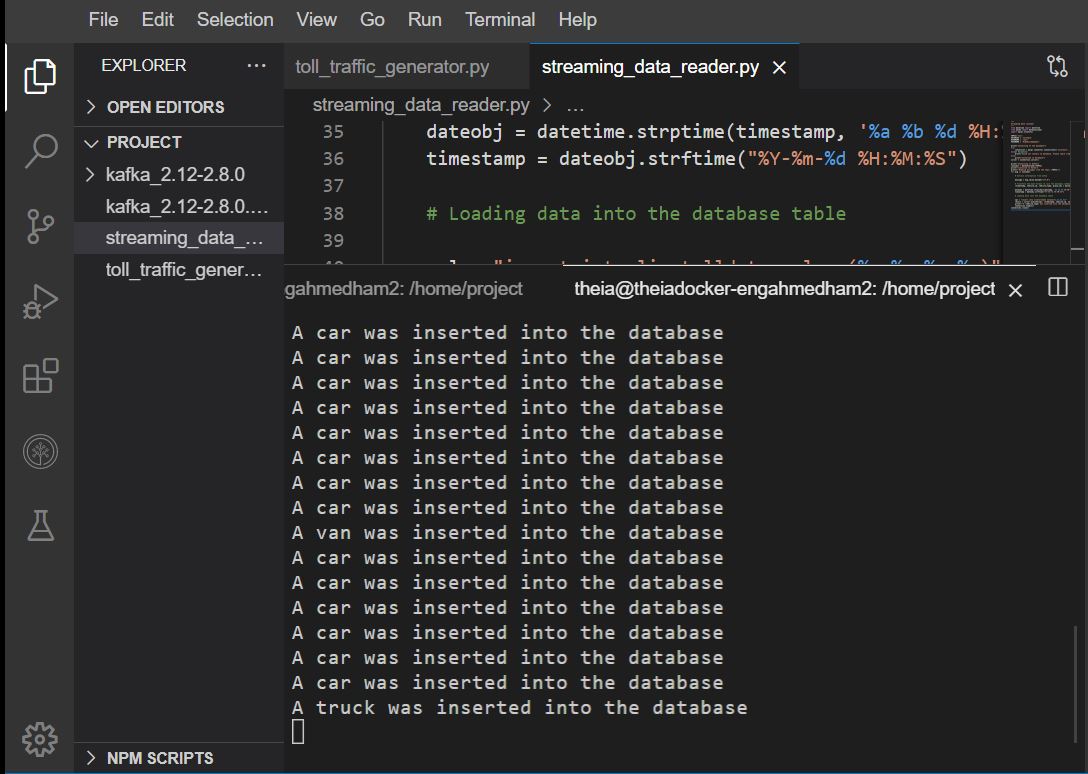 File Edit Selection View Go Run Terminal Help
EXPLORER ...
OPEN EDITORS
PROJECT
kafka_2.12-2.8.0
kafka_2.12-2.8.0....
streaming_data_...
toll_traffic_gener...
NPM SCRIPTS
toll_traffic_generator.py streaming_data_reader.py
streaming_data_reader.py > ...
35 dateobj = datetime.strptime(timestamp, '%a %b %d %H:
36 timestamp = dateobj.strftime("%Y-%m-%d %H:%M:%S")
37
38 # Loading data into the database table
39
gahmedham2: /home/project theia@theiadocker-engahmedham2: /home/project
A car was inserted into the database
A car was inserted into the database
A car was inserted into the database
A car was inserted into the database
A car was inserted into the database
A car was inserted into the database
A car was inserted into the database
A car was inserted into the database
A van was inserted into the database
A car was inserted into the database
A car was inserted into the database
A car was inserted into the database
A car was inserted into the database
A car was inserted into the database
A car was inserted into the database
A truck was inserted into the database